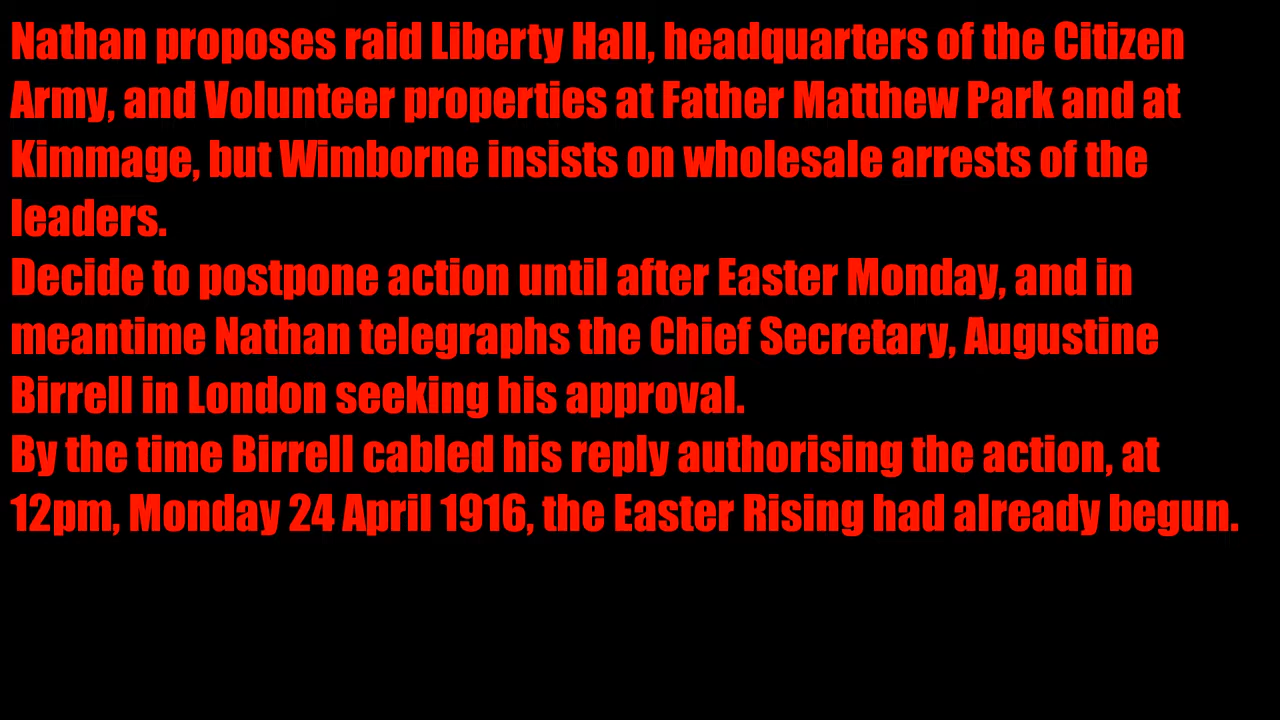 Nathan proposes raid Liberty Hall, headquarters of the Citizen
Army, and Volunteer properties at Father Matthew Park and at
Kimmage, but Wimborne insists on wholesale arrests of the
leaders.
Decide to postpone action until after Easter Monday, and in
meantime Nathan telegraphs the Chief Secretary, Augustine
Birrell in London seeking his approval.
By the time Birrell cabled his reply authorising the action, at
12pm, Monday 24 April 1916, the Easter Rising had already begun.